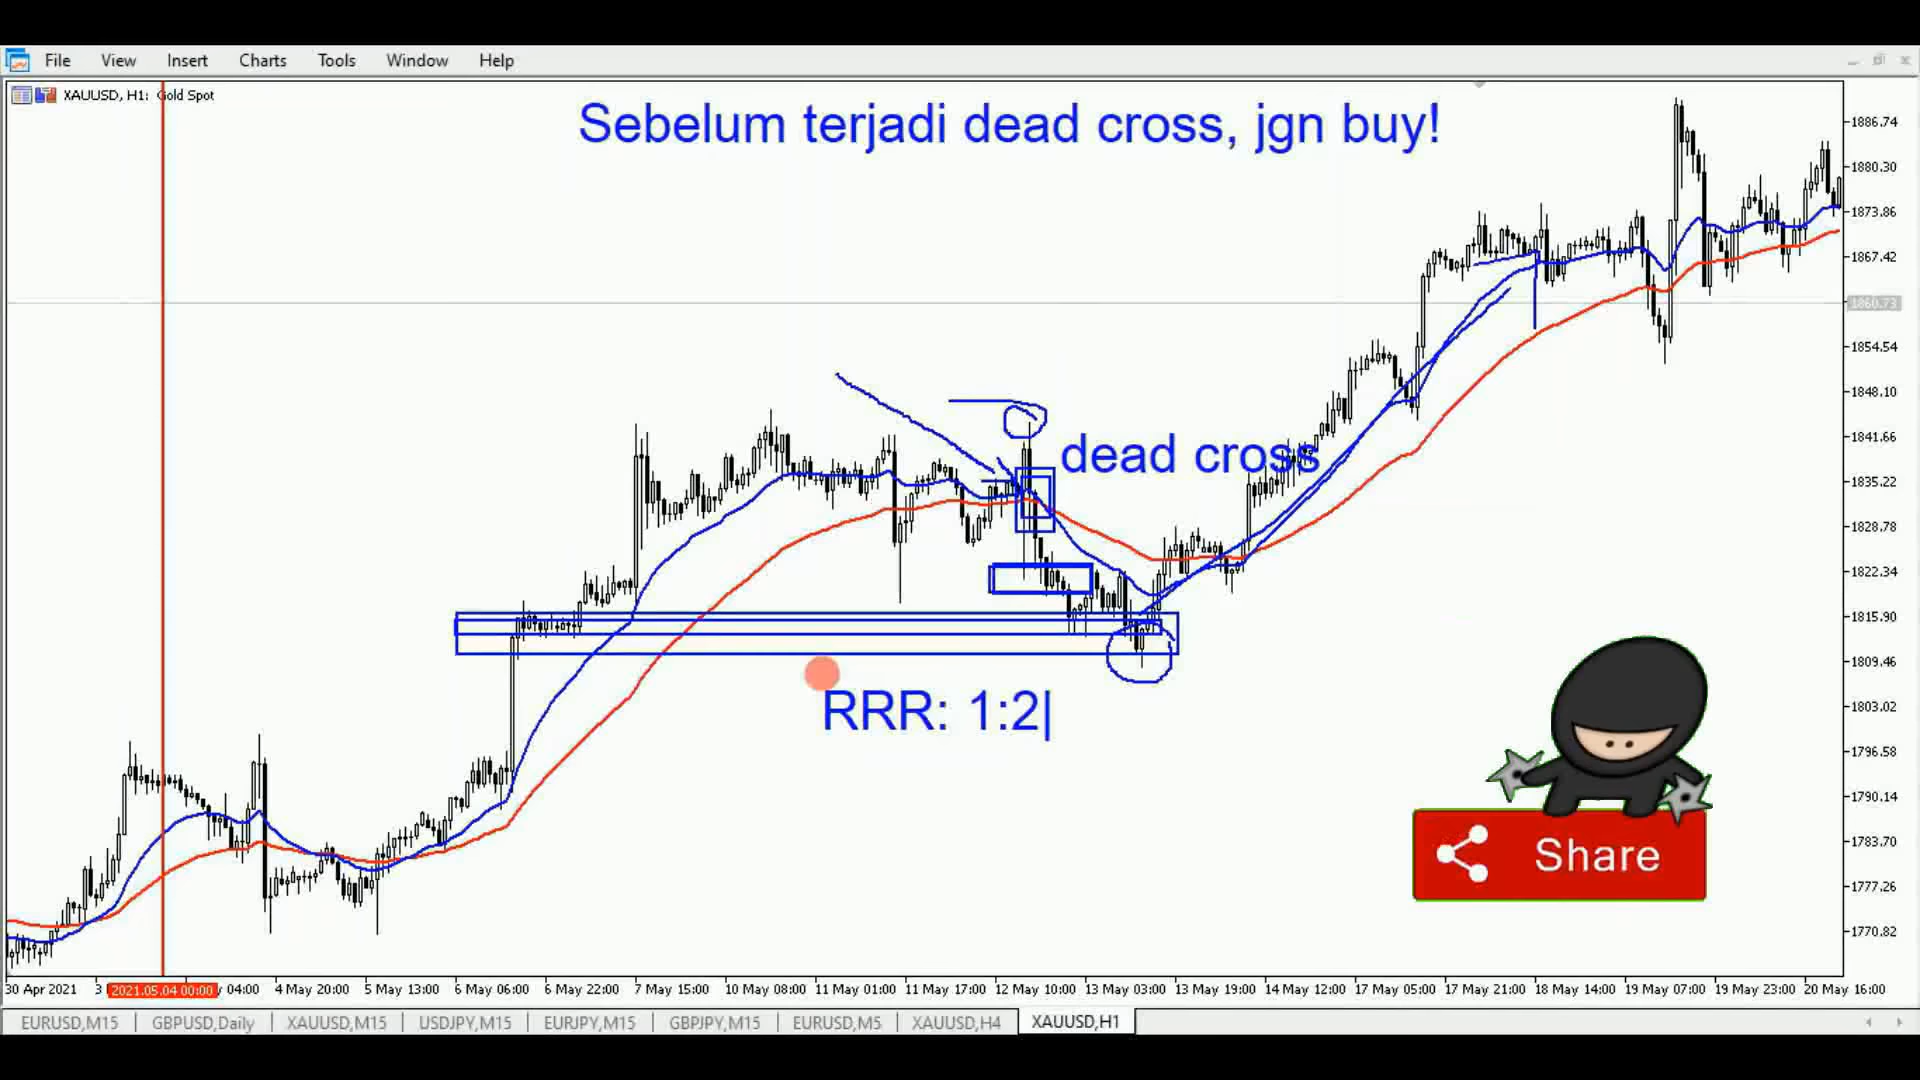 File View Insert Charts Tools Window Help
XAUUSD, H1: Gold Spot
Sebelum terjadi dead cross, jgn buy!
1886.74
1880.30
1873.86
1867.42
1860.73
1854.54
1848.10
1841.66
1835.22
1828.78
1822.34
1815.90
1809.46
1803.02
1796.58
1790.14
1783.70
1777.26
1770.82
dead cross
RRR: 1:2
Share
30 Apr 2021 3 2021.05.04 00:00 04:00 4 May 20:00 5 May 13:00 6 May 06:00 6 May 22:00 7 May 15:00 10 May 08:00 11 May 01:00 11 May 17:00 12 May 10:00 13 May 03:00 13 May 19:00 14 May 12:00 17 May 05:00 17 May 21:00 18 May 14:00 19 May 07:00 19 May 23:00 20 May 16:00
EURUSD,M15 GBPUSD,Daily XAUUSD,M15 USDJPY,M15 EURJPY,M15 GBPJPY,M15 EURUSD,M5 XAUUSD,H4 XAUUSD,H1